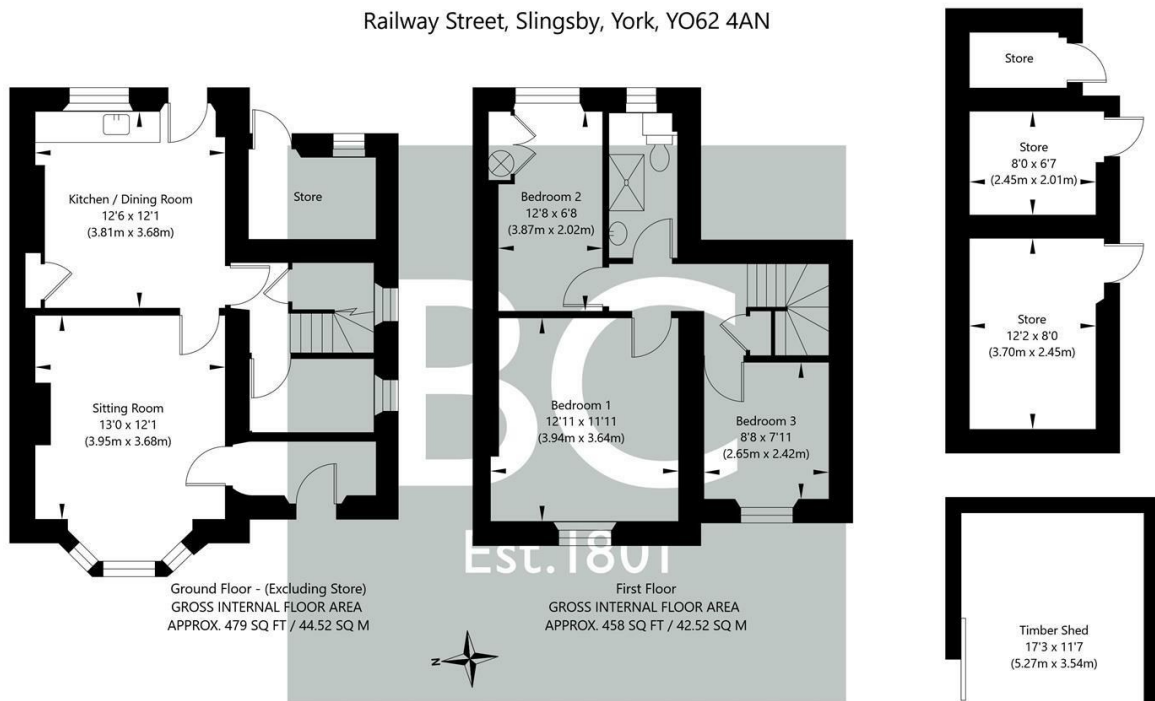 Railway Street, Slingsby, York, YO62 4AN
Kitchen / Dining Room
12'6 x 12'1
(3.81m x 3.68m)
Store
Sitting Room
13'0 x 12'1
(3.95m x 3.68m)
Ground Floor - (Excluding Store)
GROSS INTERNAL FLOOR AREA
APPROX. 479 SQ FT / 44.52 SQ M
Bedroom 2
12'8 x 6'8
(3.87m x 2.02m)
Bedroom 1
12'11 x 11'11
(3.94m x 3.64m)
Bedroom 3
8'8 x 7'11
(2.65m x 2.42m)
First Floor
GROSS INTERNAL FLOOR AREA
APPROX. 458 SQ FT / 42.52 SQ M
BC
Est.1801
N
Store
Store
8'0 x 6'7
(2.45m x 2.01m)
Store
12'2 x 8'0
(3.70m x 2.45m)
Timber Shed
17'3 x 11'7
(5.27m x 3.54m)